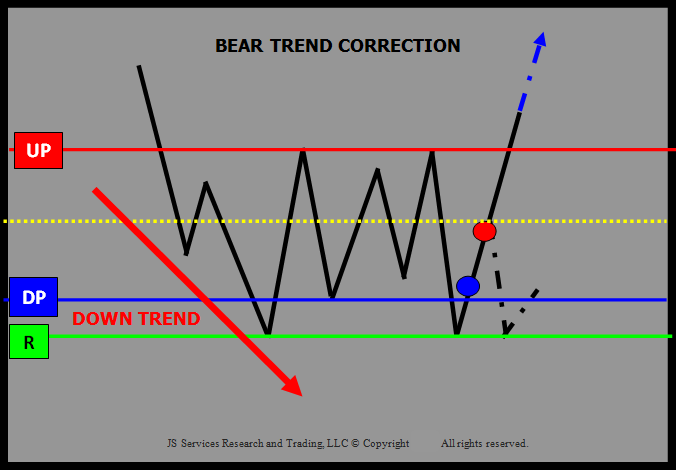 BEAR TREND CORRECTION
UP
DP
DOWN TREND
R
JS Services Research and Trading, LLC © Copyright All rights reserved.